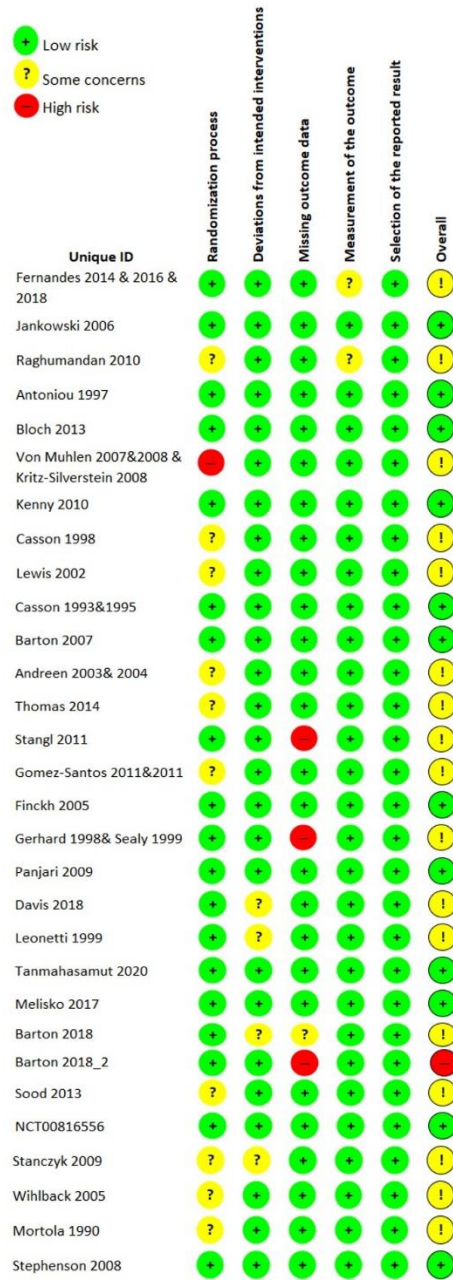 + Low risk
? Some concerns
− High risk
Unique ID
Randomization process
Deviations from intended interventions
Missing outcome data
Measurement of the outcome
Selection of the reported result
Overall
Fernandes 2014 & 2016 &
2018
+ + + ? + !
Jankowski 2006 + + + + + +
Raghumandan 2010 ? + + ? + !
Antoniou 1997 + + + + + +
Bloch 2013 + + + + + +
Von Muhlen 2007&2008 &
Kritz-Silverstein 2008
− + + + + !
Kenny 2010 + + + + + +
Casson 1998 ? + + + + !
Lewis 2002 ? + + + + !
Casson 1993&1995 + + + + + +
Barton 2007 + + + + + +
Andreen 2003& 2004 ? + + + + !
Thomas 2014 ? + + + + !
Stangl 2011 + + − + + !
Gomez-Santos 2011&2011 ? + + + + !
Finckh 2005 + + + + + +
Gerhard 1998& Sealy 1999 + + − + + !
Panjari 2009 + + + + + +
Davis 2018 + ? + + + !
Leonetti 1999 + ? + + + !
Tanmahasamut 2020 + + + + + +
Melisko 2017 + + + + + +
Barton 2018 + ? ? + + !
Barton 2018_2 + + − + + −
Sood 2013 ? + + + + !
NCT00816556 + + + + + +
Stanczyk 2009 ? ? + + + !
Wihlback 2005 ? + + + + !
Mortola 1990 ? + + + + !
Stephenson 2008 + + + + + +